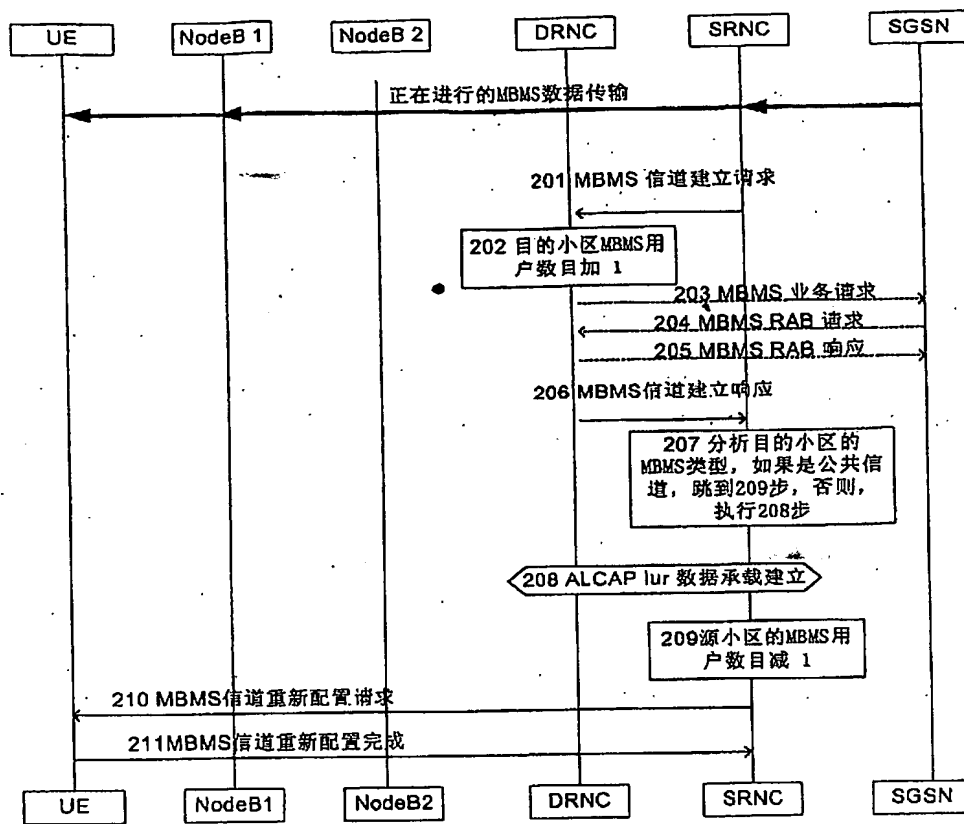 UE NodeB 1 NodeB 2 DRNC SRNC SGSN
正在进行的MBMS数据传输
201 MBMS 信道建立请求
202 目的小区MBMS用
户数目加 1
203 MBMS 业务请求
204 MBMS RAB 请求
205 MBMS RAB 响应
206 MBMS信道建立响应
207 分析目的小区的
MBMS类型，如果是公共信
道，跳到209步，否则，
执行208步
208 ALCAP Iur 数据承载建立
209源小区的MBMS用
户数目减 1
210 MBMS信道重新配置请求
211MBMS信道重新配置完成
UE NodeB1 NodeB2 DRNC SRNC SGSN